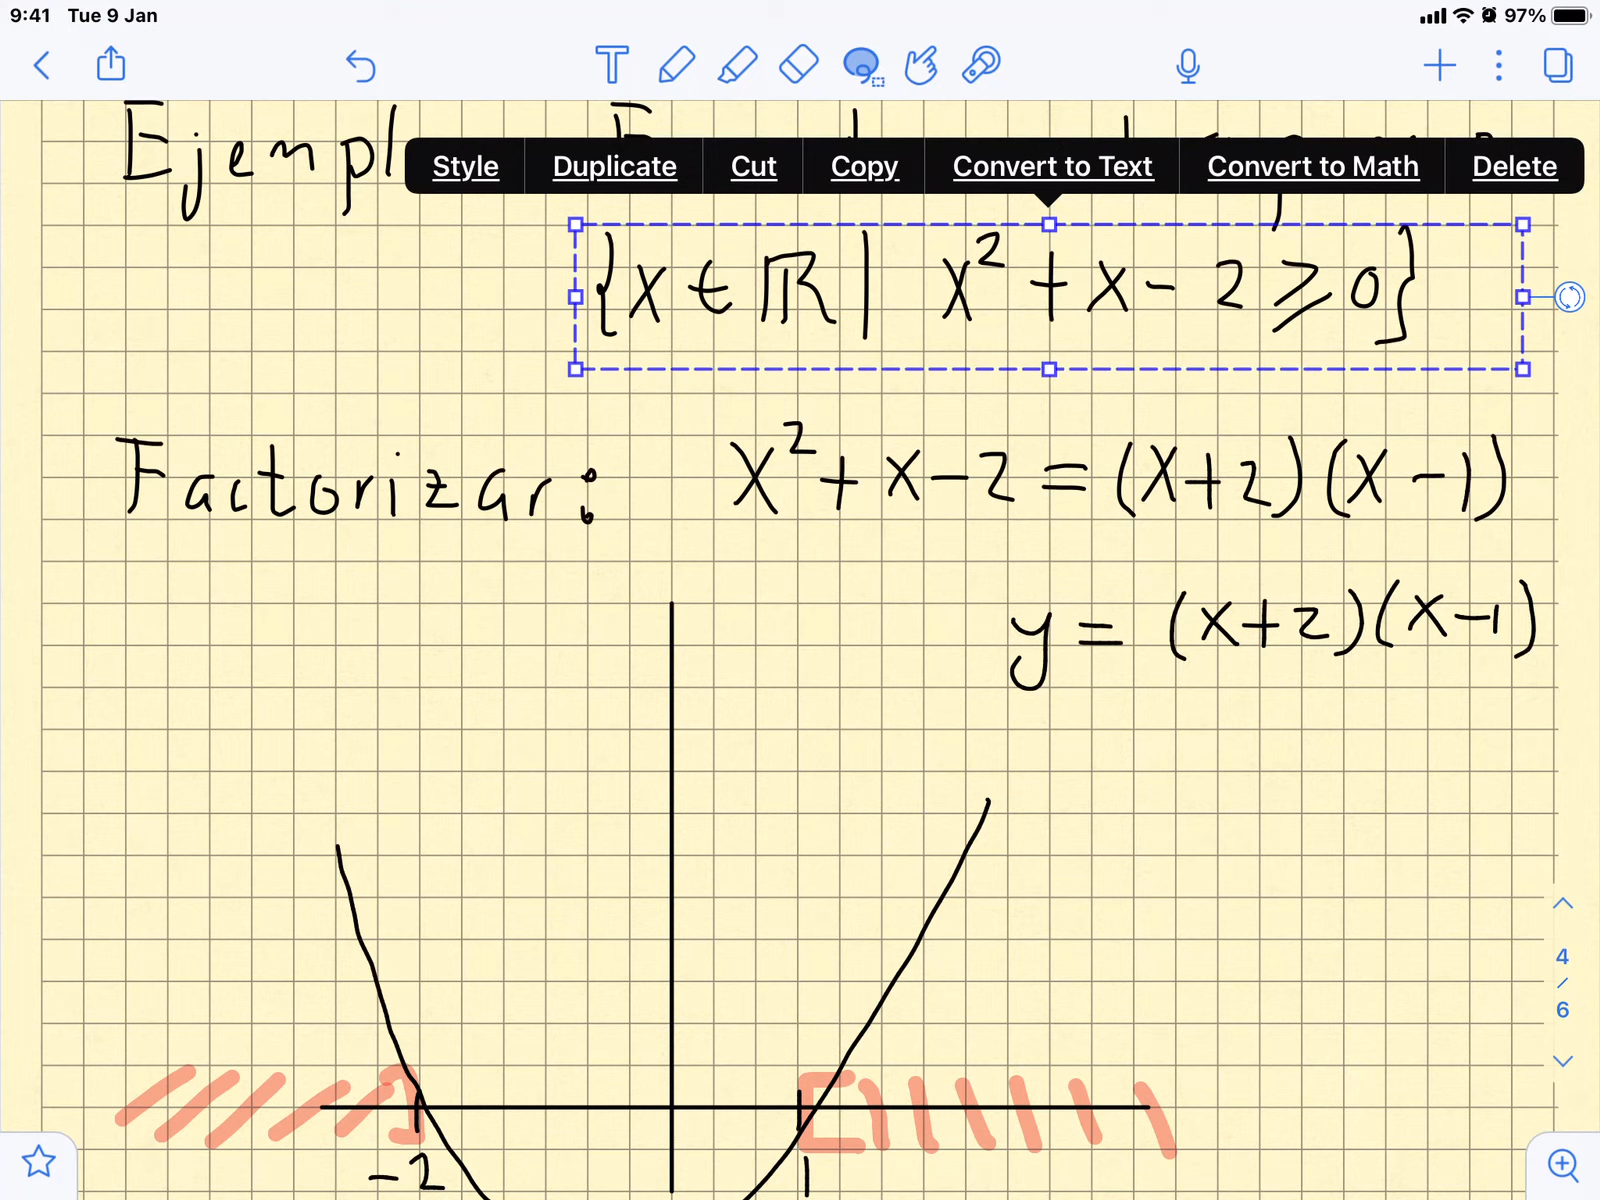 9:41 Tue 9 Jan 97%
Style Duplicate Cut Copy Convert to Text Convert to Math Delete
{x ∈ ℝ | x² + x - 2 ≥ 0}
Factorizar: x² + x - 2 = (x+2)(x-1)
y = (x+2)(x-1)
4
/
6
-2 1